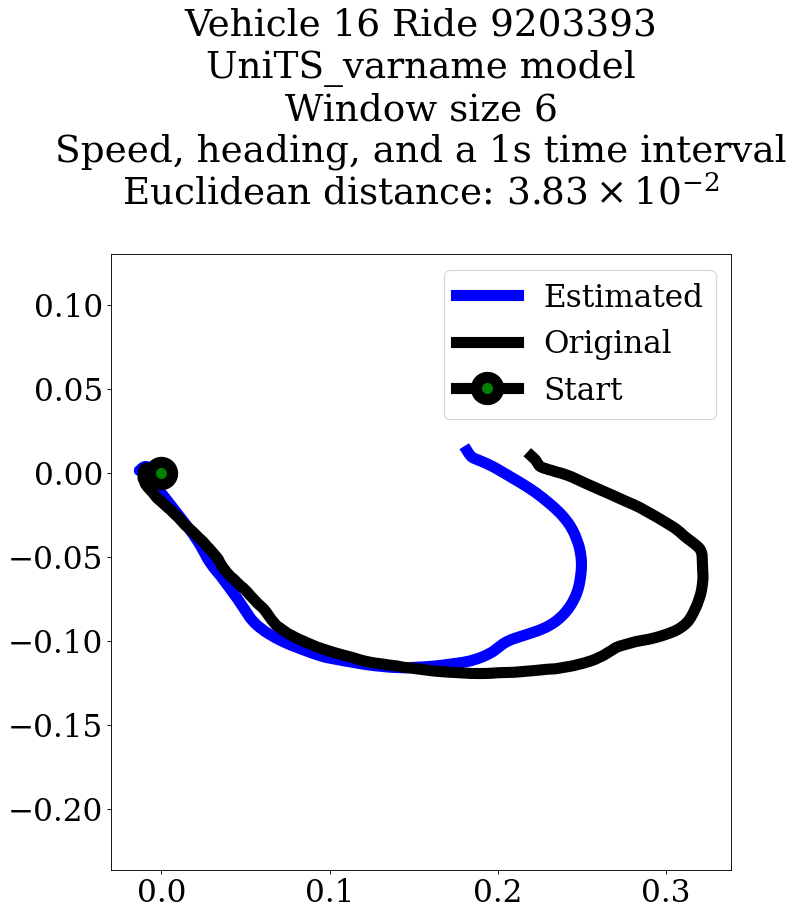 Vehicle 16 Ride 9203393
UniTS_varname model
Window size 6
Speed, heading, and a 1s time interval
Euclidean distance: 3.83 × 10⁻²
Estimated
Original
Start
0.10
0.05
0.00
−0.05
−0.10
−0.15
−0.20
0.0 0.1 0.2 0.3